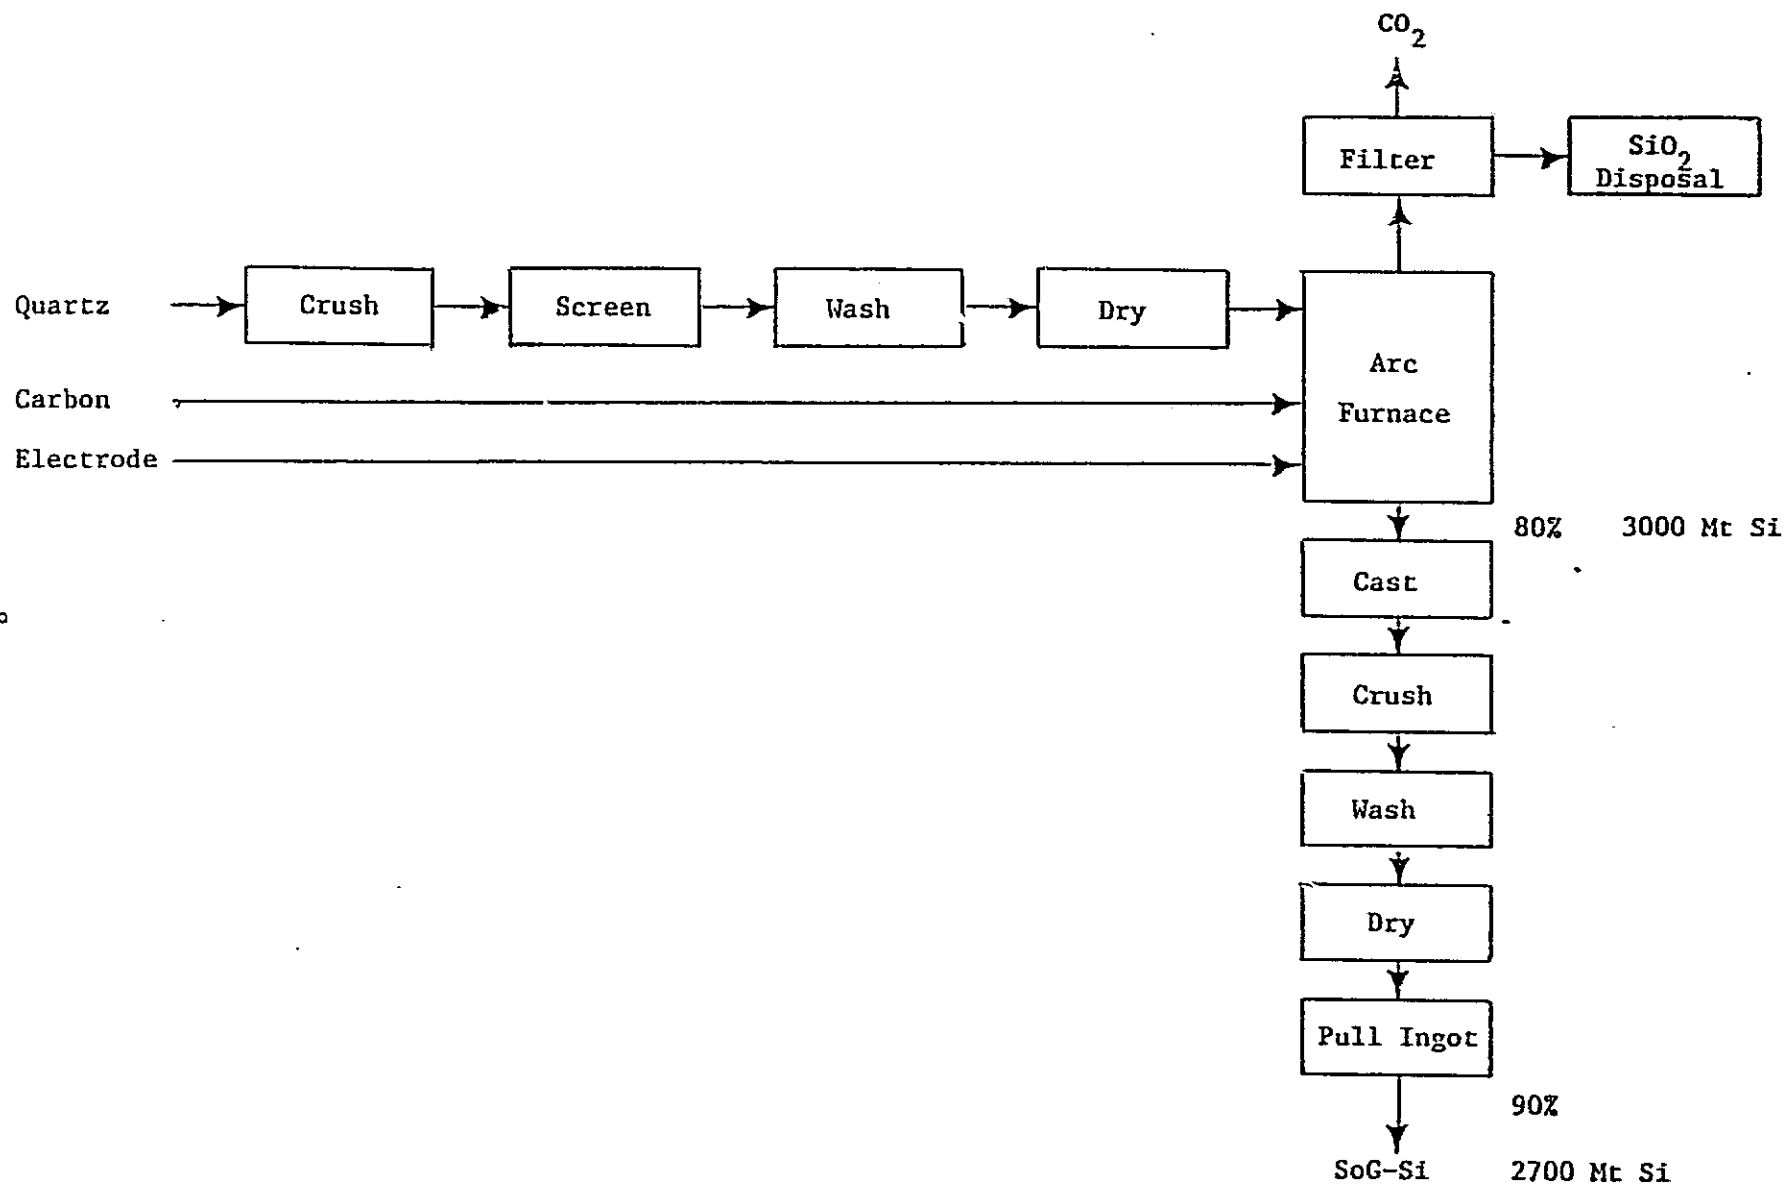 CO2
Filter
SiO2
Disposal
Quartz
Crush
Screen
Wash
Dry
Arc
Furnace
Carbon
Electrode
80% 3000 Mt Si
Cast
Crush
Wash
Dry
Pull Ingot
90%
SoG-Si 2700 Mt Si